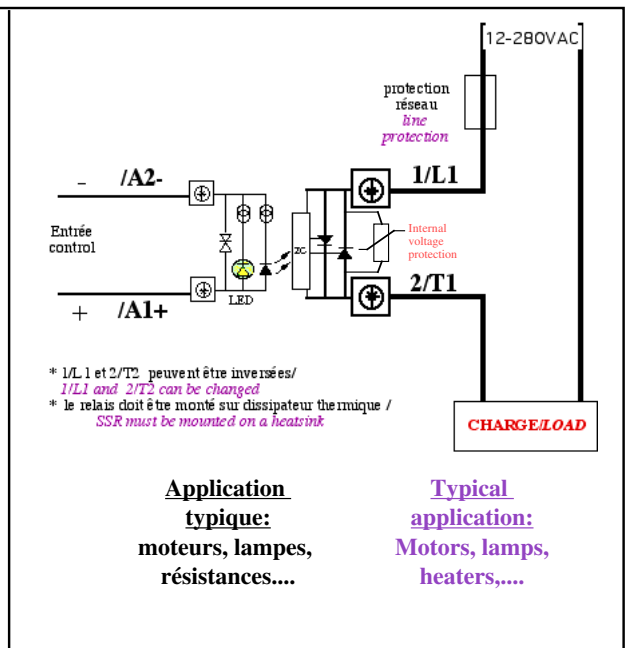 12-280VAC
protection
réseau
line
protection
- /A2-
1/L1
Entrée
control
ZC
Internal
voltage
protection
LED
+ /A1+
2/T1
* 1/L1 et 2/T2 peuvent être inversées/
1/L1 and 2/T2 can be changed
* le relais doit être monté sur dissipateur thermique /
SSR must be mounted on a heatsink
CHARGE/LOAD
Application
typique:
moteurs, lampes,
résistances....
Typical
application:
Motors, lamps,
heaters,....